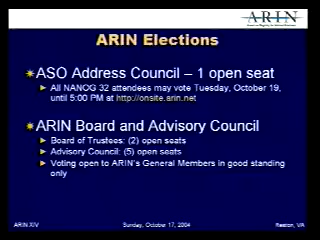 ARIN
ARIN Elections
ASO Address Council – 1 open seat
All NANOG 32 attendees may vote Tuesday, October 19,
until 5:00 PM at http://onsite.arin.net
ARIN Board and Advisory Council
Board of Trustees: (2) open seats
Advisory Council: (5) open seats
Voting open to ARIN's General Members in good standing
only
ARIN XIV
Sunday, October 17, 2004
Reston, VA